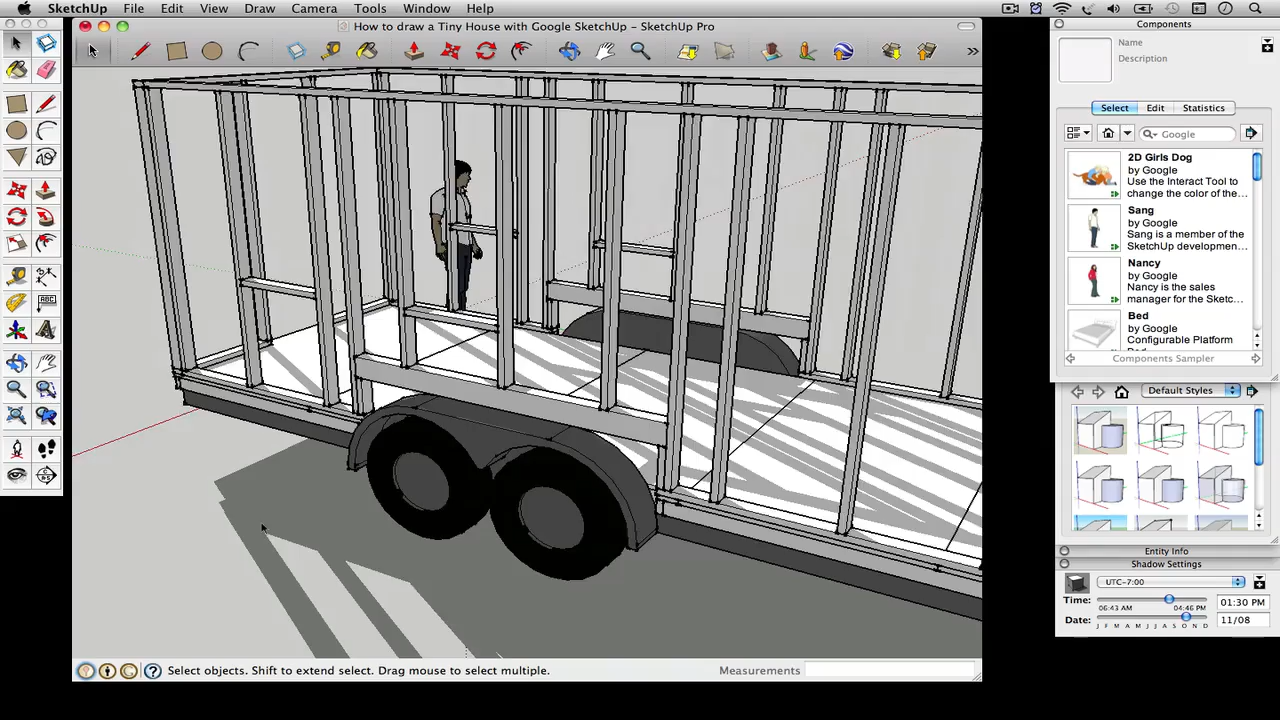 SketchUp File Edit View Draw Camera Tools Window Help
How to draw a Tiny House with Google SketchUp – SketchUp Pro
»
ABC
C
Components
Name
Description
Select Edit Statistics
Google
2D Girls Dog
by Google
Use the Interact Tool to
change the color of the...
Sang
by Google
Sang is a member of the
SketchUp developmen...
Nancy
by Google
Nancy is the sales
manager for the Sketc...
Bed
by Google
Configurable Platform
Components Sampler
Default Styles
Entity Info
Shadow Settings
UTC-7:00
Time: 06:43 AM 04:46 PM 01:30 PM
Date: J F M A M J J A S O N D 11/08
Select objects. Shift to extend select. Drag mouse to select multiple.
Measurements